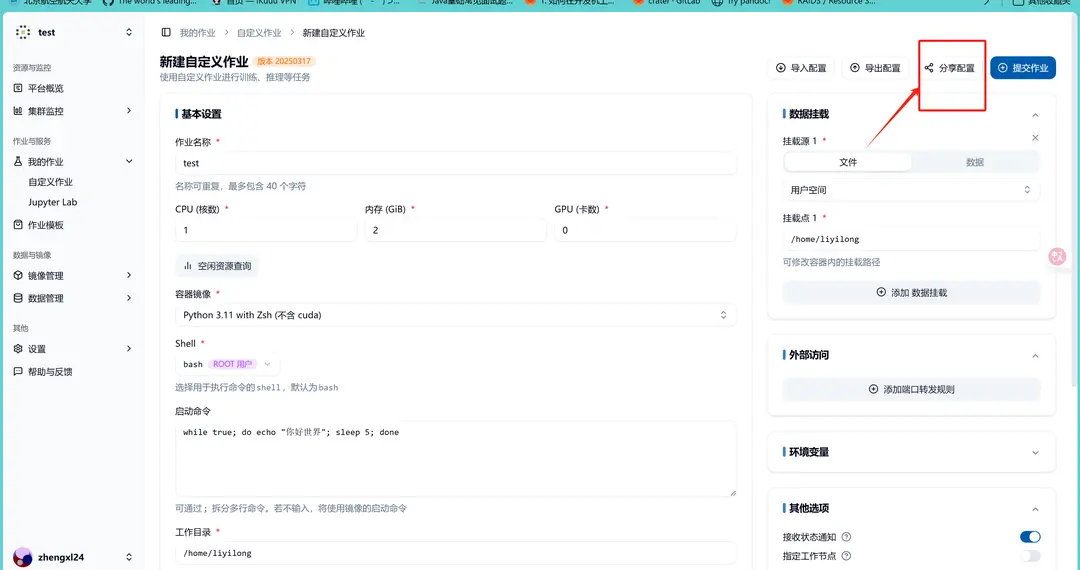 北京航空航天大学
The world's leading...
首页 — iKuuu VPN
Java基础常见面试题...
1. 如何在开发机上...
crater · GitLab
Try pandoc!
RAIDS / Resource S...
其他收藏夹
test
我的作业 > 自定义作业 > 新建自定义作业
新建自定义作业 版本 20250317
使用自定义作业进行训练、推理等任务
导入配置
导出配置
分享配置
提交作业
资源与监控
平台概览
集群监控
作业与服务
我的作业
自定义作业
Jupyter Lab
作业模板
数据与镜像
镜像管理
数据管理
其他
设置
帮助与反馈
zhengxl24
基本设置
作业名称 *
test
名称可重复，最多包含 40 个字符
CPU (核数) * 内存 (GiB) * GPU (卡数) *
1 2 0
空闲资源查询
容器镜像 *
Python 3.11 with Zsh (不含 cuda)
Shell *
bash ROOT 用户
选择用于执行命令的shell，默认为bash
启动命令
while true; do echo "你好世界"; sleep 5; done
可通过 ; 拆分多行命令。若不输入，将使用镜像的启动命令
工作目录 *
/home/liyilong
数据挂载
挂载源 1 *
文件 数据
用户空间
挂载点 1 *
/home/liyilong
可修改容器内的挂载路径
添加 数据挂载
外部访问
添加端口转发规则
环境变量
其他选项
接收状态通知
指定工作节点